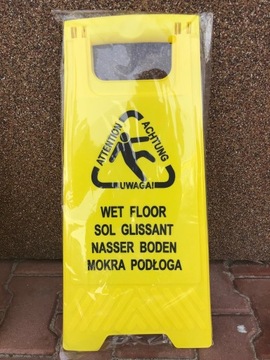 ATTENTION
ACHTUNG
! UWAGA!
WET FLOOR
SOL GLISSANT
NASSER BODEN
MOKRA PODŁOGA